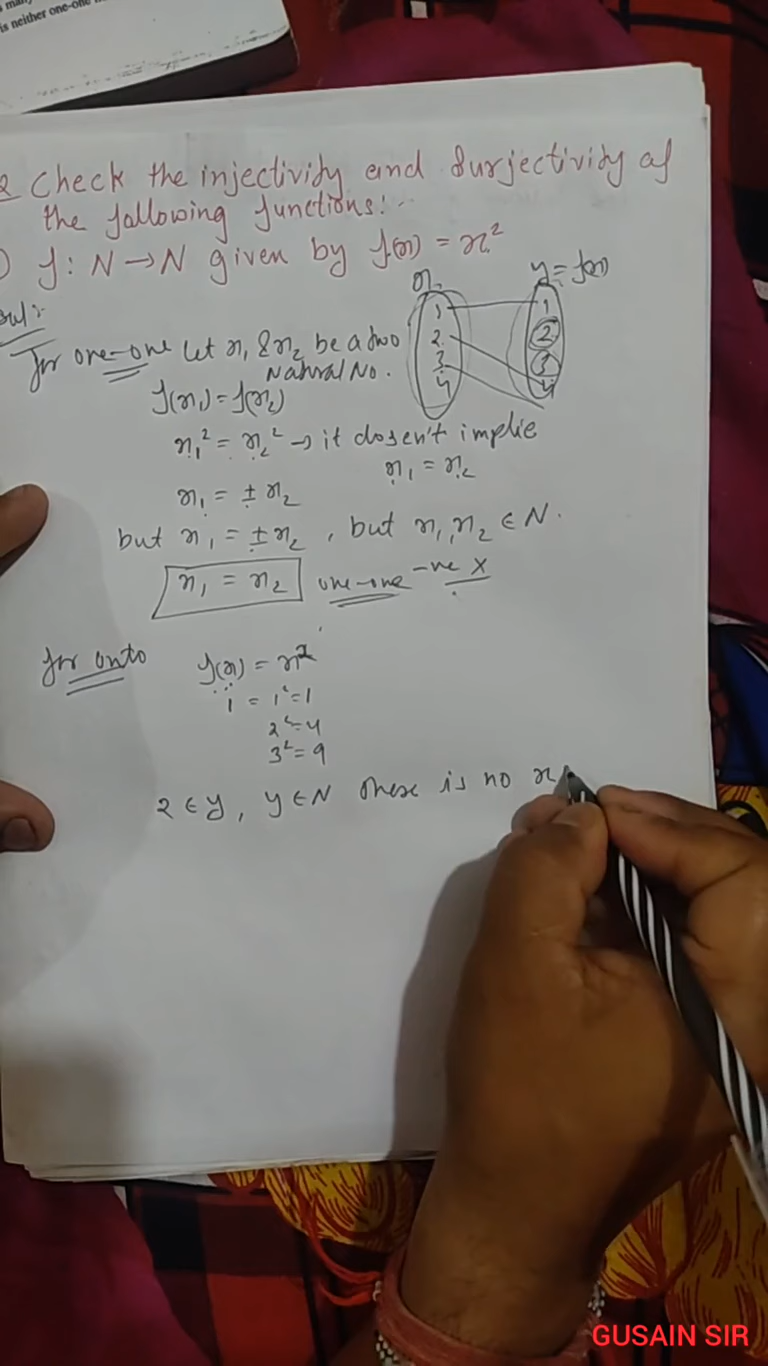 is neither one-one
2 Check the injectivity and Surjectivity of
the following functions:-
) f: N → N given by f(x) = x²
Sol:-
x y = f(x)
1 1
2 2
3 3
4 4
for one-one Let x₁ & x₂ be a two
Natural No.
f(x₁) = f(x₂)
x₁² = x₂² → it dosen't implie
x₁ = x₂
x₁ = ± x₂
but x₁ = ± x₂ , but x₁, x₂ ∈ N.
x₁ = x₂ one-one -ve X
for onto f(x) = x²
1 = 1² = 1
2² = 4
3² = 9
2 ∈ y, y ∈ N there is no x
GUSAIN SIR